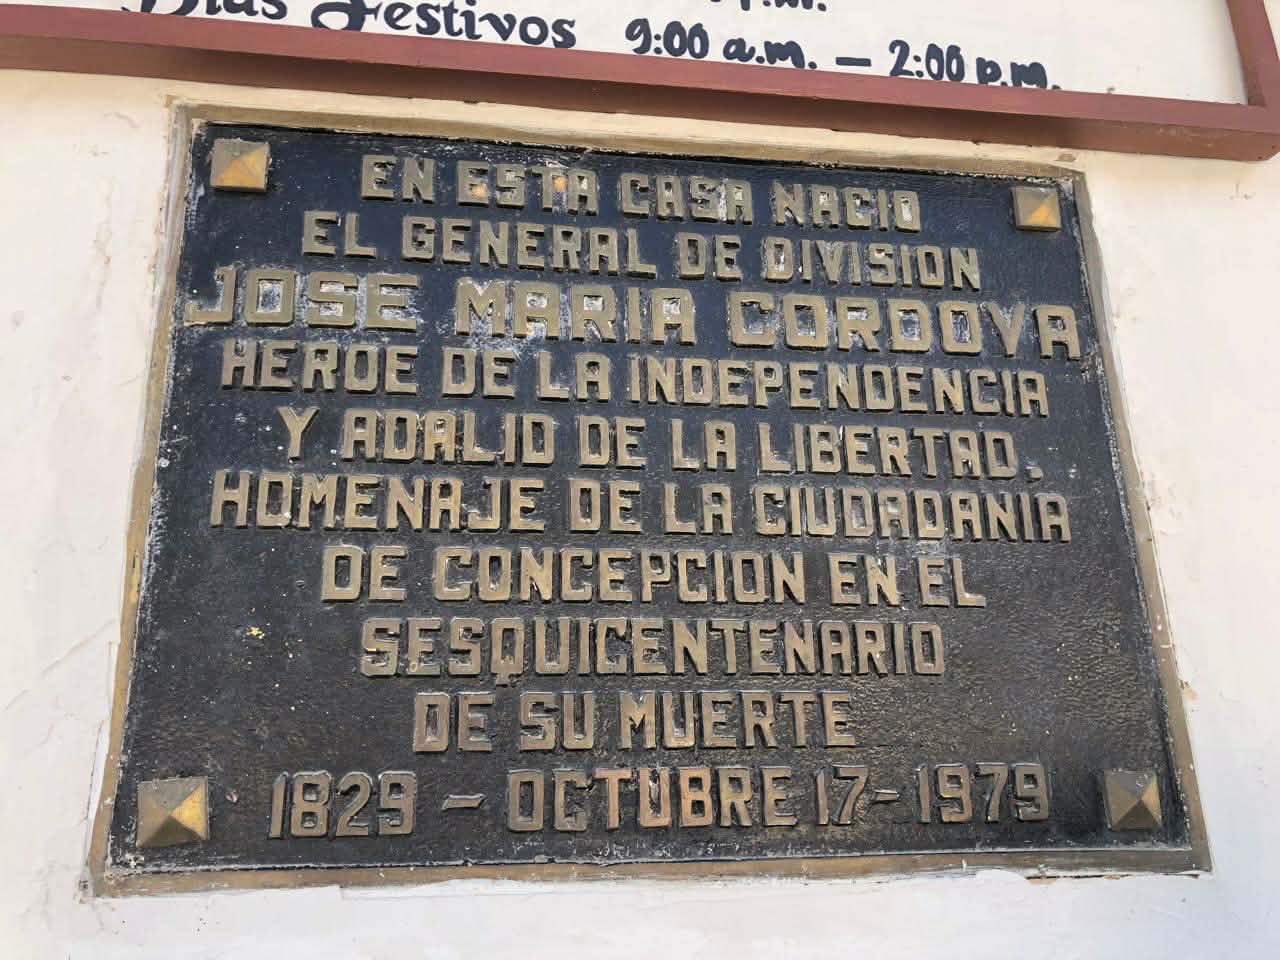 Días Festivos 9:00 a.m. - 2:00 p.m.
EN ESTA CASA NACIO
EL GENERAL DE DIVISION
JOSE MARIA CORDOVA
HEROE DE LA INDEPENDENCIA
Y ADALID DE LA LIBERTAD.
HOMENAJE DE LA CIUDADANIA
DE CONCEPCION EN EL
SESQUICENTENARIO
DE SU MUERTE
1829 - OCTUBRE 17 - 1979